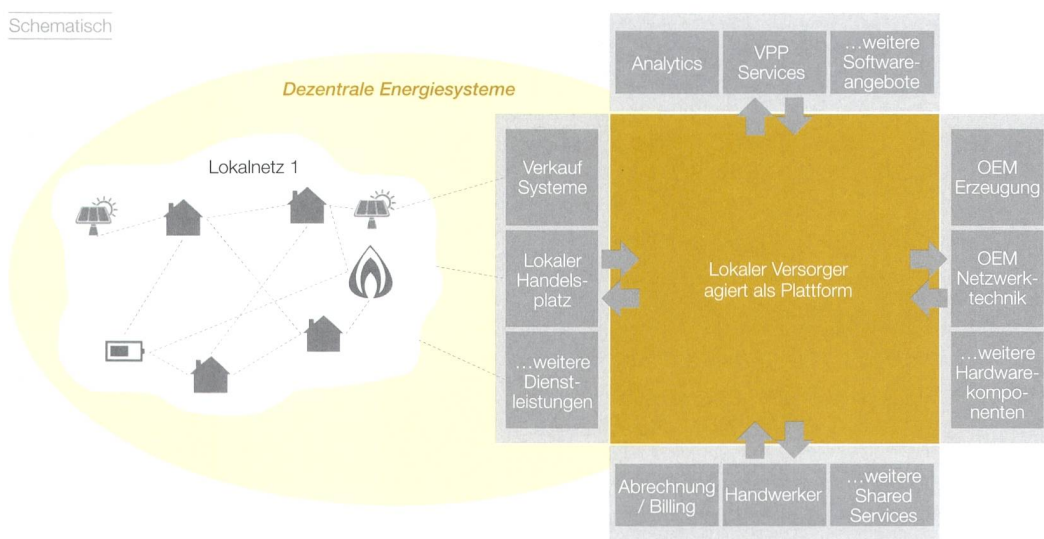 Schematisch
Dezentrale Energiesysteme
Lokalnetz 1
Analytics
VPP
Services
...weitere
Software-
angebote
Verkauf
Systeme
Lokaler
Handels-
platz
...weitere
Dienst-
leistungen
Lokaler Versorger
agiert als Plattform
OEM
Erzeugung
OEM
Netzwerk-
technik
...weitere
Hardware-
kompo-
nenten
Abrechnung
/ Billing
Handwerker
...weitere
Shared
Services